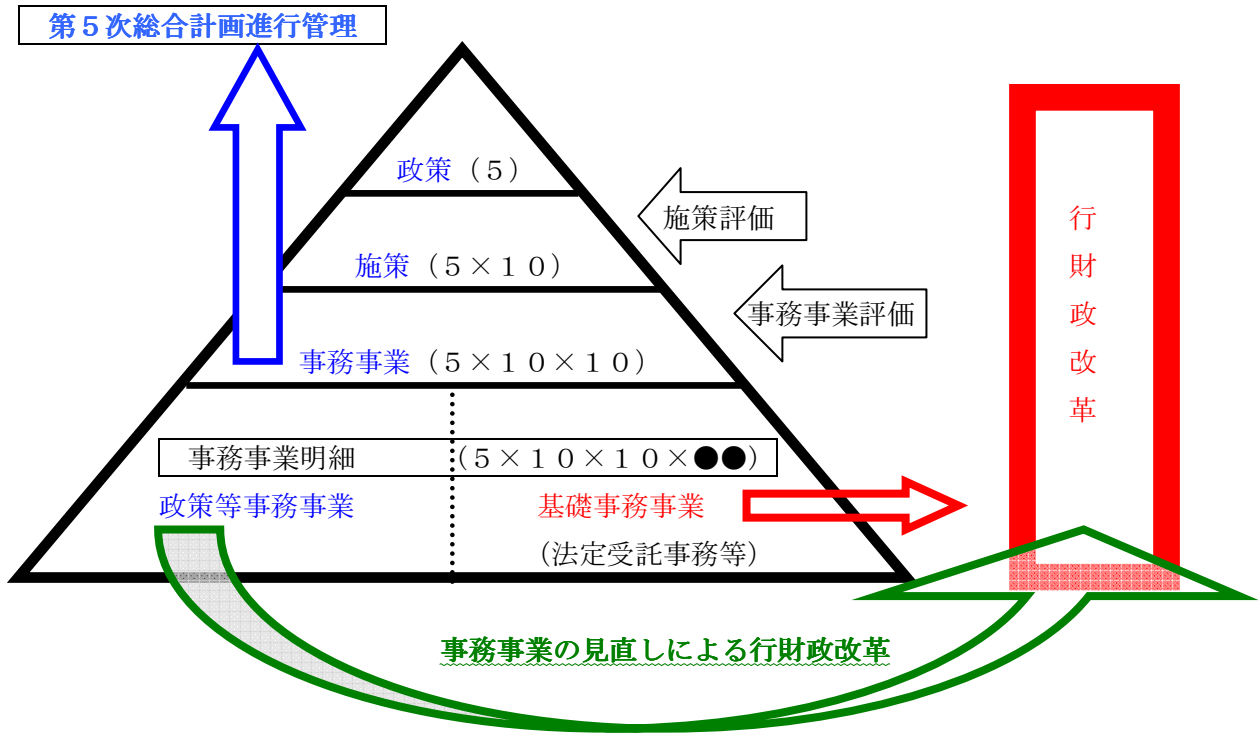 第５次総合計画進行管理
政策（５）
施策評価
施策（５×１０）
事務事業評価
事務事業（５×１０×１０）
事務事業明細　（５×１０×１０×●●）
政策等事務事業
基礎事務事業
（法定受託事務等）
行財政改革
事務事業の見直しによる行財政改革